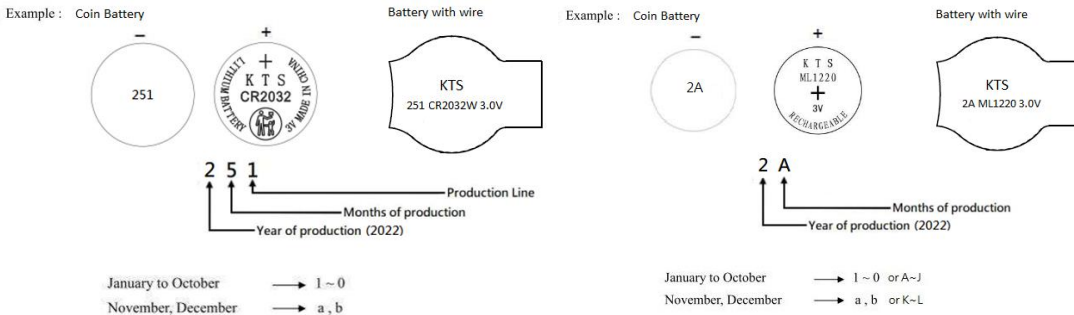 Example : Coin Battery
Battery with wire
−
+
251
LITHIUM BATTERY
+
K T S
CR2032
3V MADE IN CHINA
KTS
251 CR2032W 3.0V
2 5 1
Production Line
Months of production
Year of production (2022)
January to October → 1 ~ 0
November, December → a , b
Example : Coin Battery
Battery with wire
−
+
2A
K T S
ML1220
+
3V
RECHARGEABLE
KTS
2A ML1220 3.0V
2 A
Months of production
Year of production (2022)
January to October → 1 ~ 0 or A~J
November, December → a , b or K~L